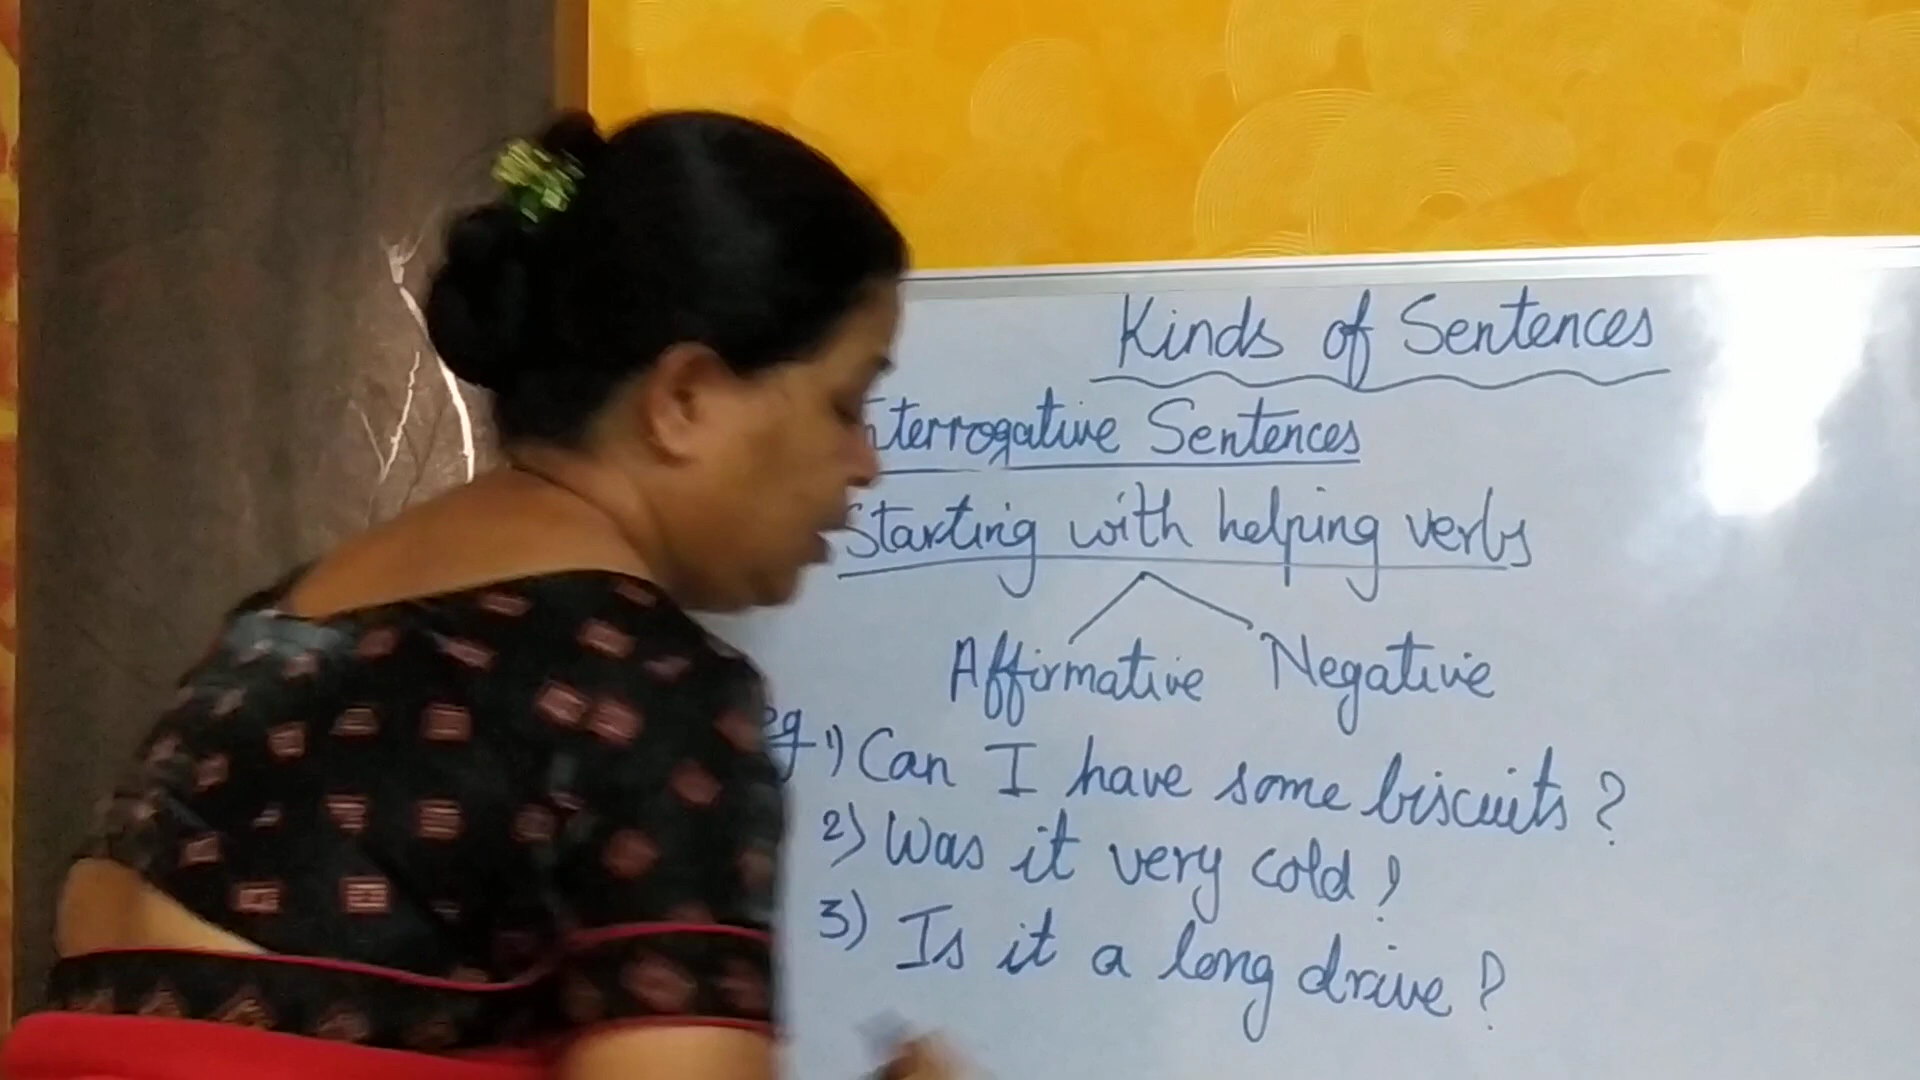 Kinds of Sentences
nterrogative Sentences
Starting with helping verbs
Affirmative Negative
eg 1) Can I have some biscuits?
2) Was it very cold?
3) Is it a long drive?